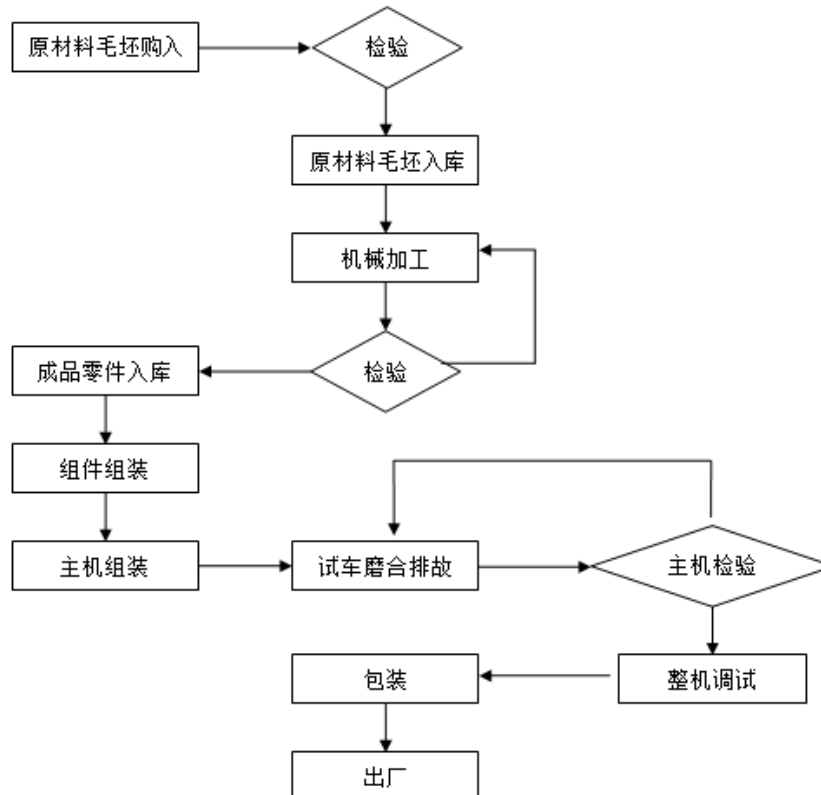 原材料毛坯购入
检验
原材料毛坯入库
机械加工
检验
成品零件入库
组件组装
主机组装
试车磨合排故
主机检验
整机调试
包装
出厂